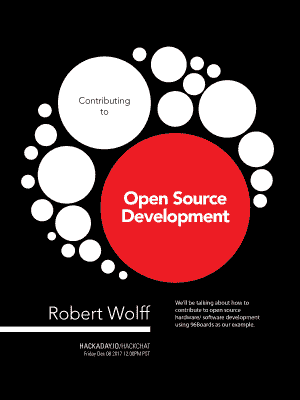 Contributing
to
Open Source
Development
Robert Wolff
We'll be talking about how to
contribute to open source
hardware/ software development
using 96Boards as our example.
HACKADAY.IO/HACKCHAT
Friday Dec 08 2017 12:00PM PST